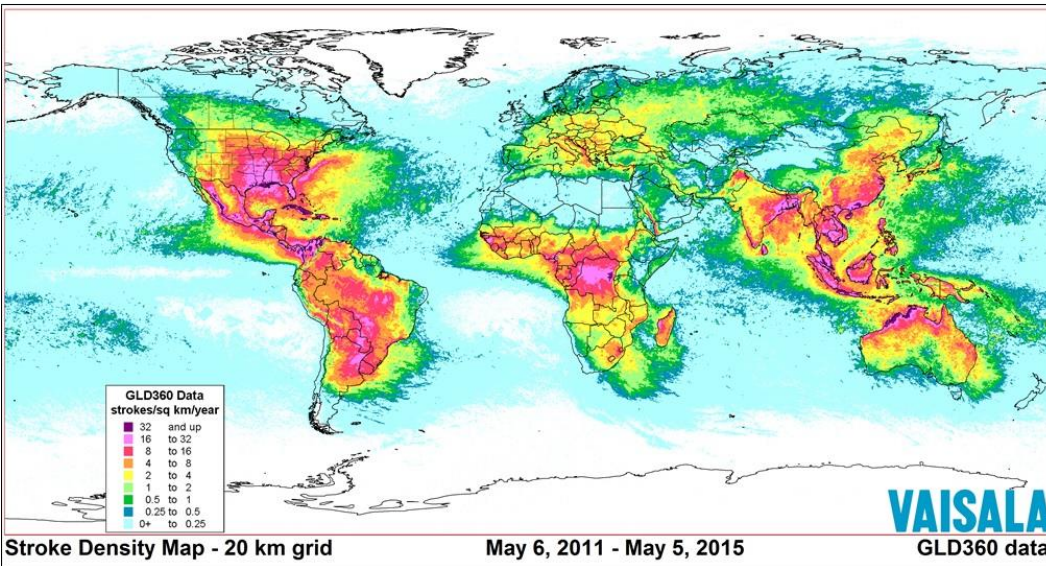 GLD360 Data
strokes/sq km/year
32 and up
16 to 32
8 to 16
4 to 8
2 to 4
1 to 2
0.5 to 1
0.25 to 0.5
0+ to 0.25
VAISALA
Stroke Density Map - 20 km grid May 6, 2011 - May 5, 2015 GLD360 data